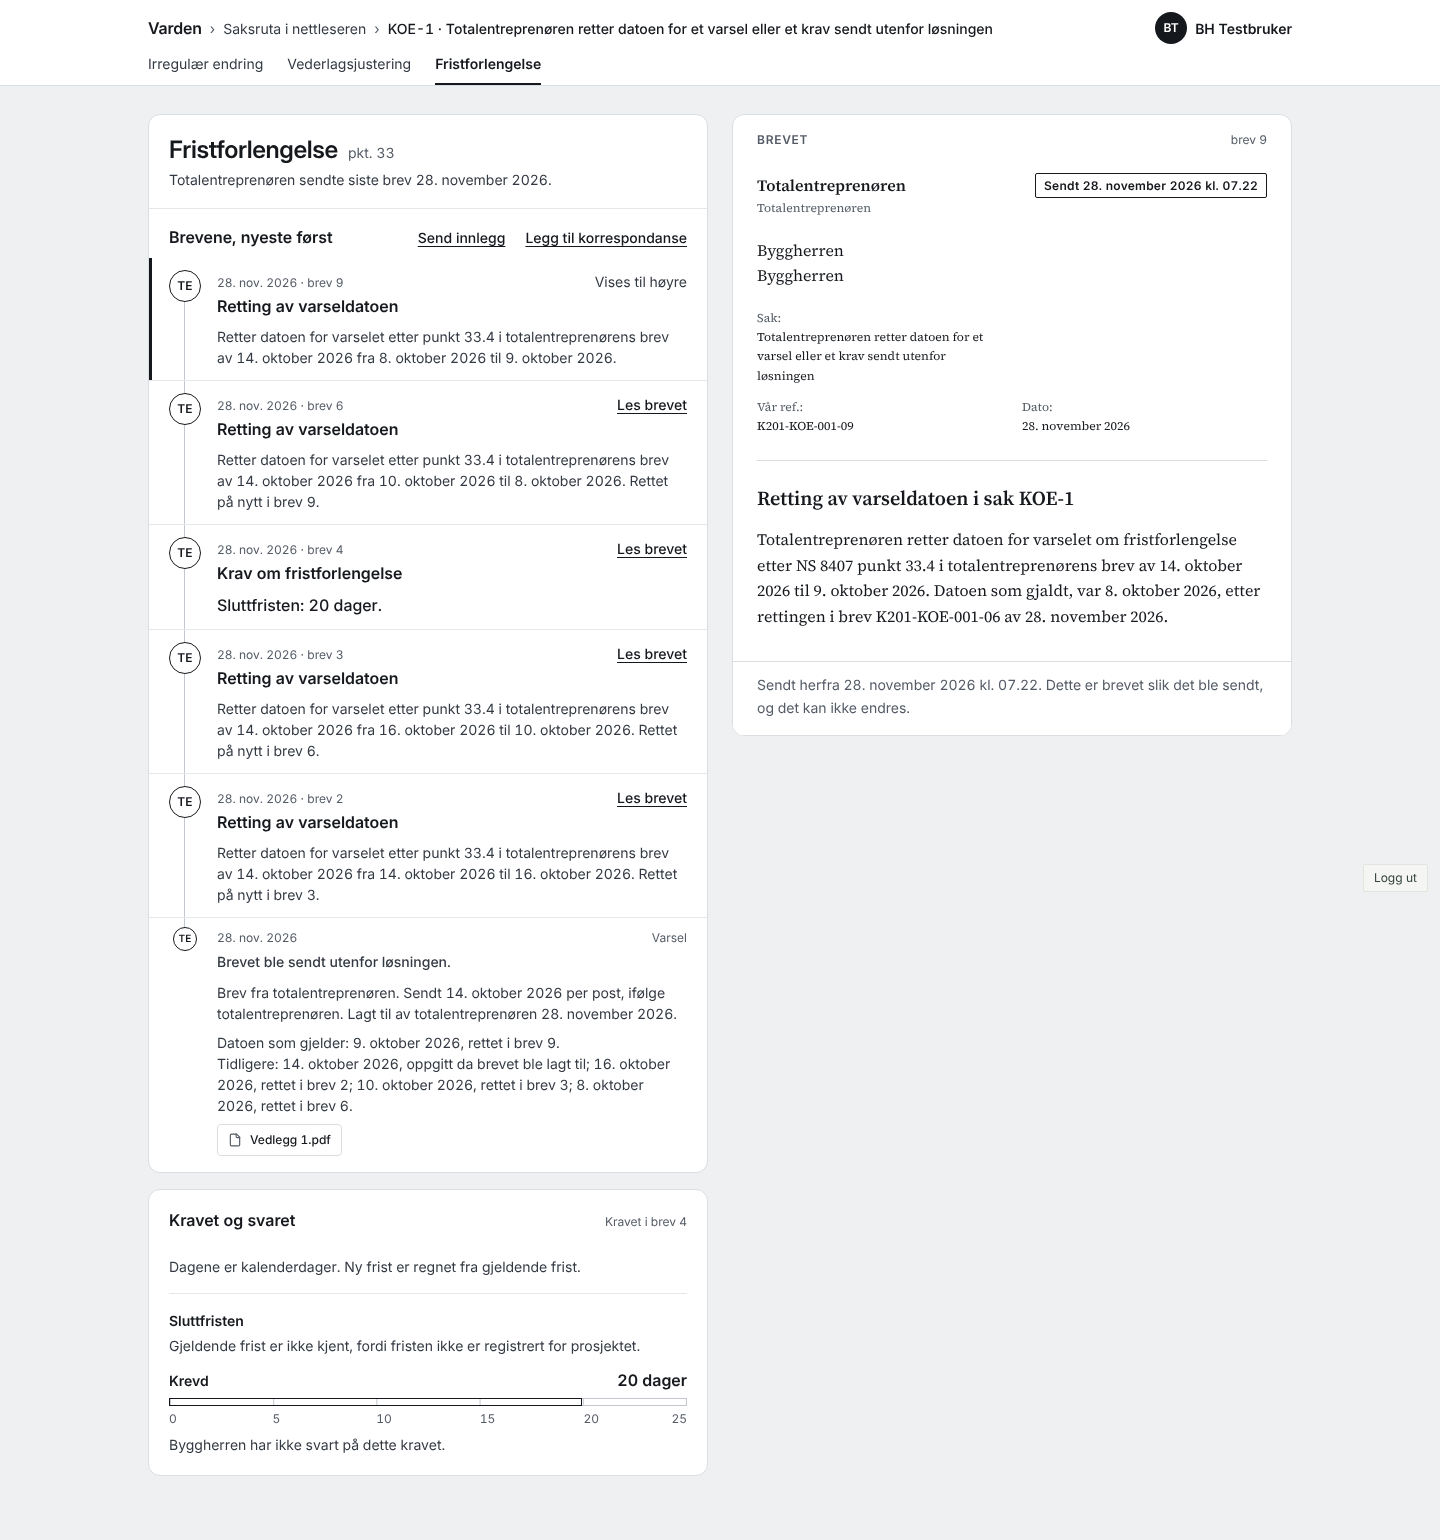 Varden › Saksruta i nettleseren › KOE-1 · Totalentreprenøren retter datoen for et varsel eller et krav sendt utenfor løsningen
BT BH Testbruker
Irregulær endring Vederlagsjustering Fristforlengelse
Fristforlengelse pkt. 33
Totalentreprenøren sendte siste brev 28. november 2026.
Brevene, nyeste først Send innlegg Legg til korrespondanse
TE 28. nov. 2026 · brev 9 Vises til høyre
Retting av varseldatoen
Retter datoen for varselet etter punkt 33.4 i totalentreprenørens brev
av 14. oktober 2026 fra 8. oktober 2026 til 9. oktober 2026.
TE 28. nov. 2026 · brev 6 Les brevet
Retting av varseldatoen
Retter datoen for varselet etter punkt 33.4 i totalentreprenørens brev
av 14. oktober 2026 fra 10. oktober 2026 til 8. oktober 2026. Rettet
på nytt i brev 9.
TE 28. nov. 2026 · brev 4 Les brevet
Krav om fristforlengelse
Sluttfristen: 20 dager.
TE 28. nov. 2026 · brev 3 Les brevet
Retting av varseldatoen
Retter datoen for varselet etter punkt 33.4 i totalentreprenørens brev
av 14. oktober 2026 fra 16. oktober 2026 til 10. oktober 2026. Rettet
på nytt i brev 6.
TE 28. nov. 2026 · brev 2 Les brevet
Retting av varseldatoen
Retter datoen for varselet etter punkt 33.4 i totalentreprenørens brev
av 14. oktober 2026 fra 14. oktober 2026 til 16. oktober 2026. Rettet
på nytt i brev 3.
TE 28. nov. 2026 Varsel
Brevet ble sendt utenfor løsningen.
Brev fra totalentreprenøren. Sendt 14. oktober 2026 per post, ifølge
totalentreprenøren. Lagt til av totalentreprenøren 28. november 2026.
Datoen som gjelder: 9. oktober 2026, rettet i brev 9.
Tidligere: 14. oktober 2026, oppgitt da brevet ble lagt til; 16. oktober
2026, rettet i brev 2; 10. oktober 2026, rettet i brev 3; 8. oktober
2026, rettet i brev 6.
Vedlegg 1.pdf
Kravet og svaret Kravet i brev 4
Dagene er kalenderdager. Ny frist er regnet fra gjeldende frist.
Sluttfristen
Gjeldende frist er ikke kjent, fordi fristen ikke er registrert for prosjektet.
Krevd 20 dager
0 5 10 15 20 25
Byggherren har ikke svart på dette kravet.
BREVET brev 9
Totalentreprenøren Sendt 28. november 2026 kl. 07.22
Totalentreprenøren
Byggherren
Byggherren
Sak:
Totalentreprenøren retter datoen for et
varsel eller et krav sendt utenfor
løsningen
Vår ref.: Dato:
K201-KOE-001-09 28. november 2026
Retting av varseldatoen i sak KOE-1
Totalentreprenøren retter datoen for varselet om fristforlengelse
etter NS 8407 punkt 33.4 i totalentreprenørens brev av 14. oktober
2026 til 9. oktober 2026. Datoen som gjaldt, var 8. oktober 2026, etter
rettingen i brev K201-KOE-001-06 av 28. november 2026.
Sendt herfra 28. november 2026 kl. 07.22. Dette er brevet slik det ble sendt,
og det kan ikke endres.
Logg ut